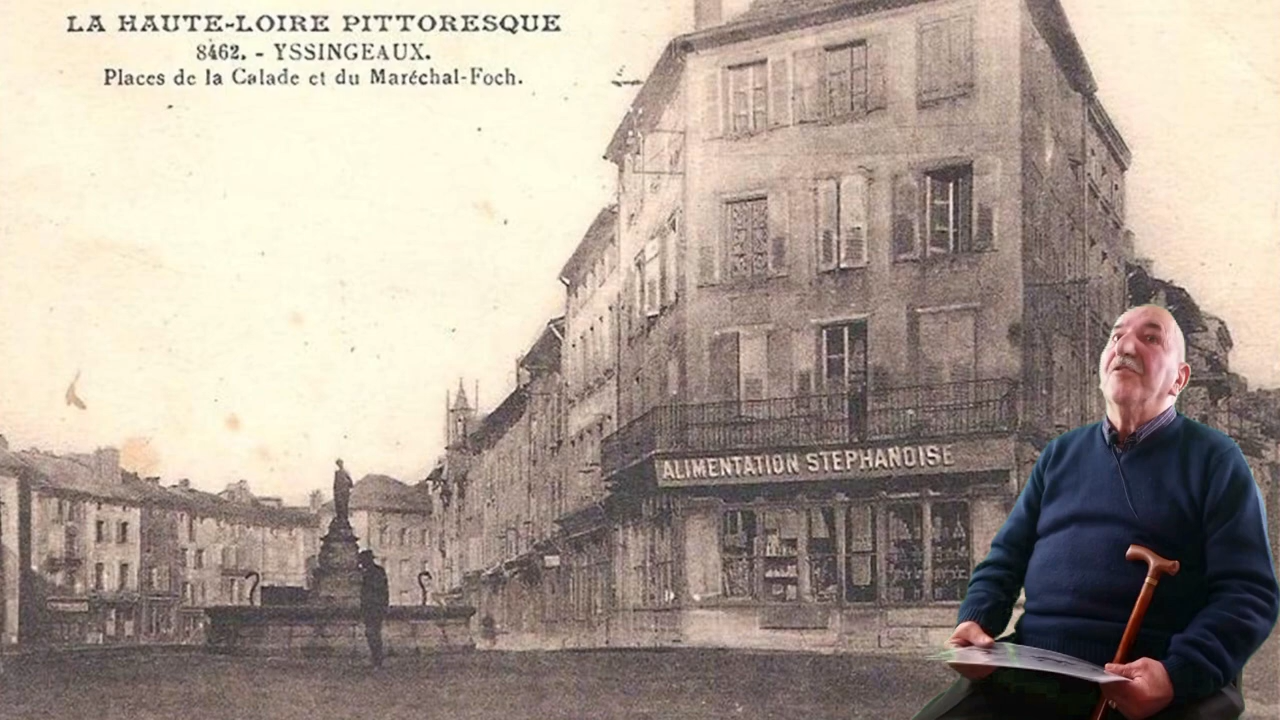 LA HAUTE-LOIRE PITTORESQUE
8462. - YSSINGEAUX.
Places de la Calade et du Maréchal-Foch.
ALIMENTATION STEPHANOISE